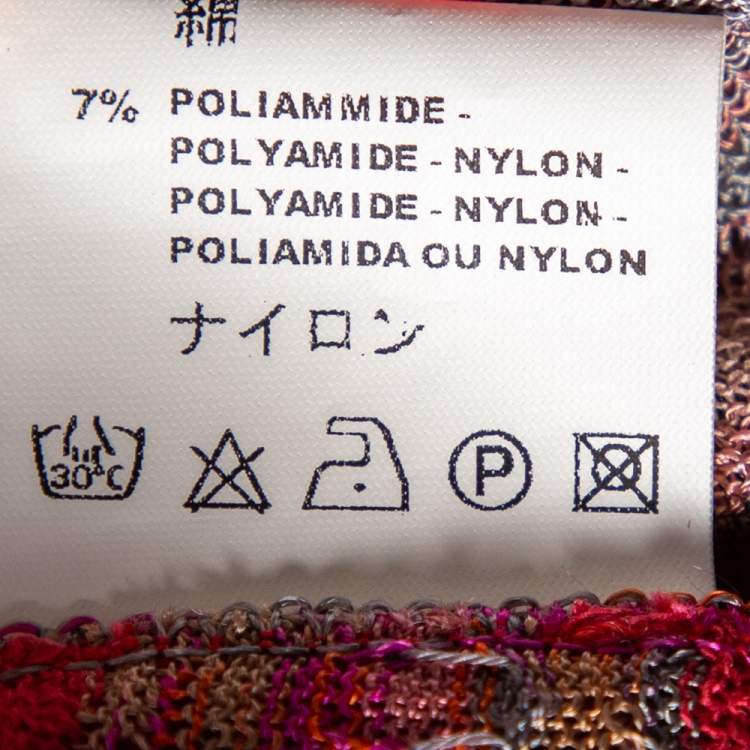 綿
7% POLIAMMIDE -
POLYAMIDE - NYLON -
POLYAMIDE - NYLON -
POLIAMIDA OU NYLON
ナイロン
30°C
P